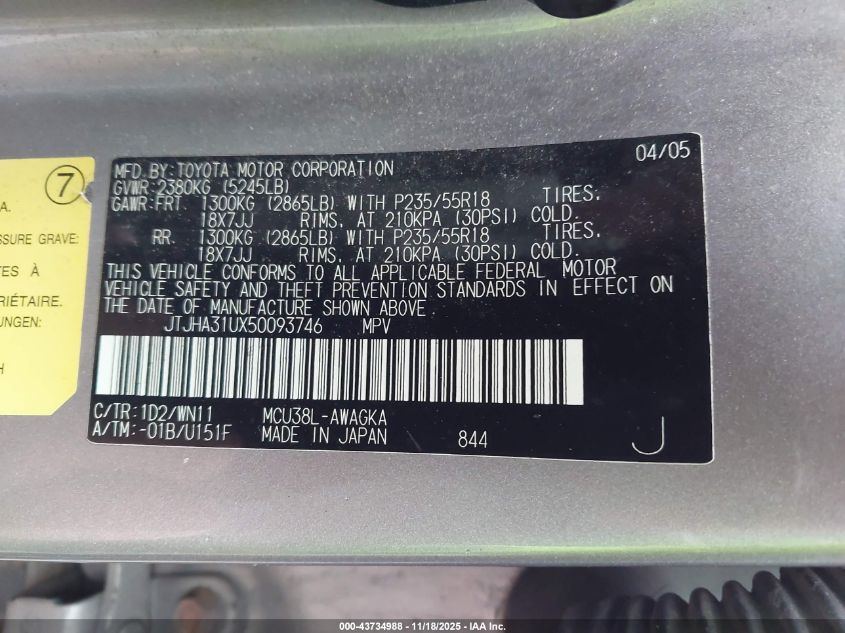 7
A.
SSURE GRAVE:
TES À
RIÉTAIRE.
UNGEN:
H
MFD. BY: TOYOTA MOTOR CORPORATION 04/05
GVWR: 2380KG (5245LB)
GAWR: FRT 1300KG (2865LB) WITH P235/55R18 TIRES,
18X7JJ RIMS, AT 210KPA (30PSI) COLD.
RR. 1300KG (2865LB) WITH P235/55R18 TIRES,
18X7JJ RIMS, AT 210KPA (30PSI) COLD.
THIS VEHICLE CONFORMS TO ALL APPLICABLE FEDERAL MOTOR
VEHICLE SAFETY AND THEFT PREVENTION STANDARDS IN EFFECT ON
THE DATE OF MANUFACTURE SHOWN ABOVE.
JTJHA31UX50093746 MPV
C/TR: 1D2/WN11 MCU38L-AWAGKA
A/TM: -01B/U151F MADE IN JAPAN 844 J
000-43734988 - 11/18/2025 - IAA Inc.